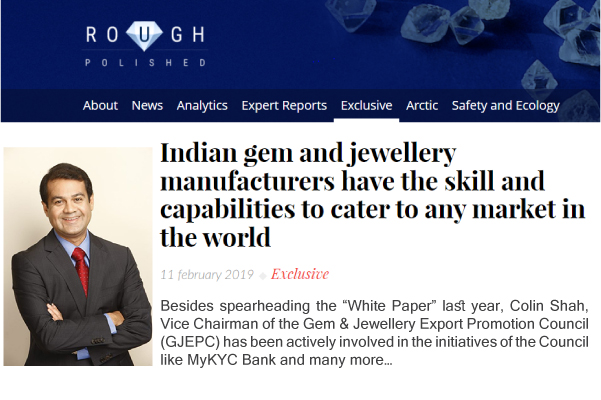 ROUGH
POLISHED
About News Analytics Expert Reports Exclusive Arctic Safety and Ecology
Indian gem and jewellery
manufacturers have the skill and
capabilities to cater to any market in
the world
11 february 2019 Exclusive
Besides spearheading the “White Paper” last year, Colin Shah,
Vice Chairman of the Gem & Jewellery Export Promotion Council
(GJEPC) has been actively involved in the initiatives of the Council
like MyKYC Bank and many more...